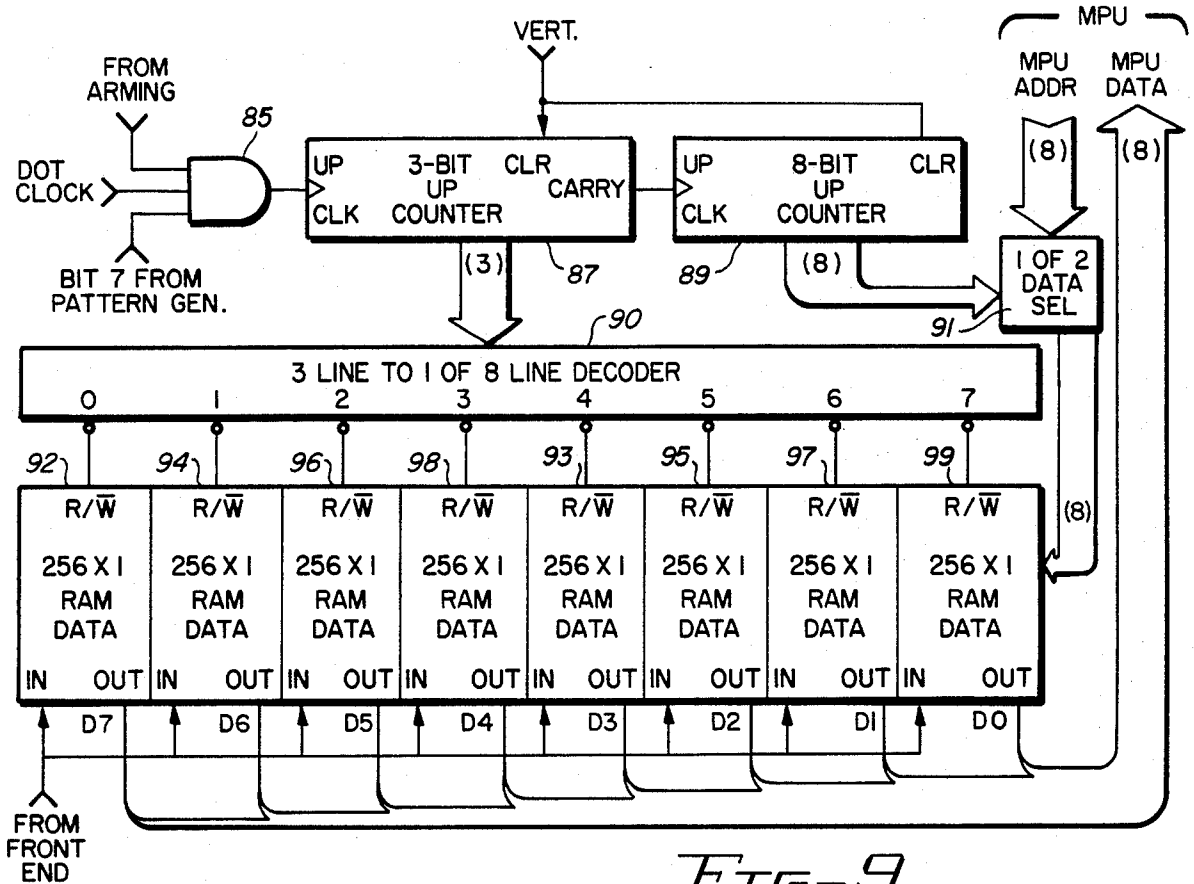 VERT.
MPU
FROM
ARMING
MPU
ADDR
MPU
DATA
85
DOT
CLOCK
UP
3-BIT
CLR
UP
CARRY
CLK
COUNTER
UP
8-BIT
CLR
UP
CLK
COUNTER
(8)
(8)
BIT 7 FROM
PATTERN GEN.
(3)
87
89
(8)
1 OF 2
DATA
SEL
91
90
3 LINE TO 1 OF 8 LINE DECODER
0 1 2 3 4 5 6 7
92 94 96 98 93 95 97 99
R/W̅ R/W̅ R/W̅ R/W̅ R/W̅ R/W̅ R/W̅ R/W̅
(8)
256 X 1 256 X 1 256 X 1 256 X 1 256 X 1 256 X 1 256 X 1 256 X 1
RAM RAM RAM RAM RAM RAM RAM RAM
DATA DATA DATA DATA DATA DATA DATA DATA
IN OUT IN OUT IN OUT IN OUT IN OUT IN OUT IN OUT IN OUT
D7 D6 D5 D4 D3 D2 D1 D0
FROM
FRONT
END
FIG-9